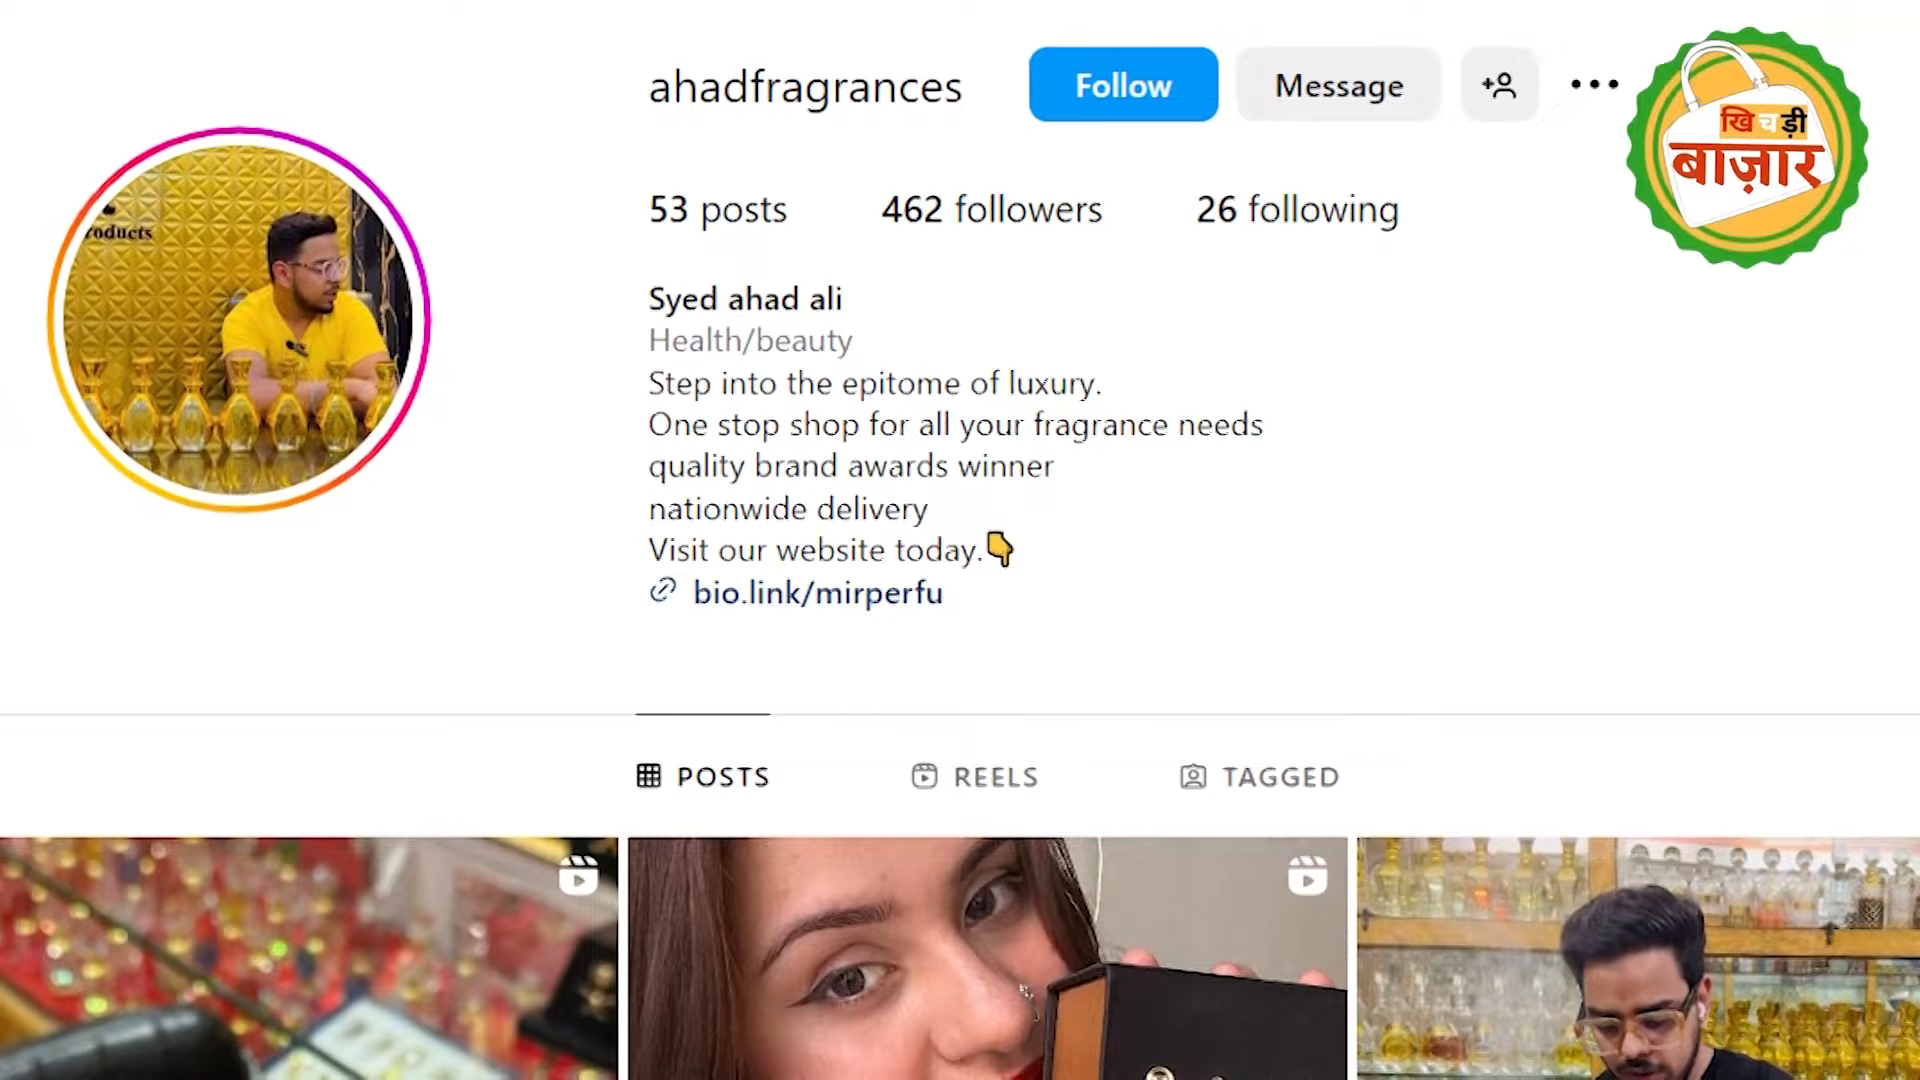 ahadfragrances
Follow
Message
खिचड़ी
बाज़ार
53 posts
462 followers
26 following
roducts
Syed ahad ali
Health/beauty
Step into the epitome of luxury.
One stop shop for all your fragrance needs
quality brand awards winner
nationwide delivery
Visit our website today.👇
bio.link/mirperfu
POSTS
REELS
TAGGED